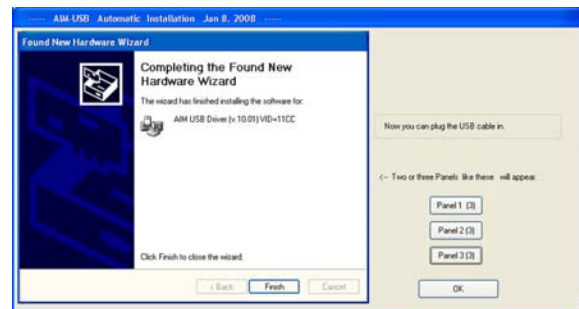 ----- AIM-USB Automatic Installation Jan 8, 2008 -----
Found New Hardware Wizard
Completing the Found New
Hardware Wizard
The wizard has finished installing the software for:
AIM USB Driver (v.10.01) VID=11CC
Click Finish to close the wizard.
< Back
Finish
Cancel
Now you can plug the USB cable in.
<- Two or three Panels like these will appear.
Panel 1 (3)
Panel 2 (3)
Panel 3 (3)
OK